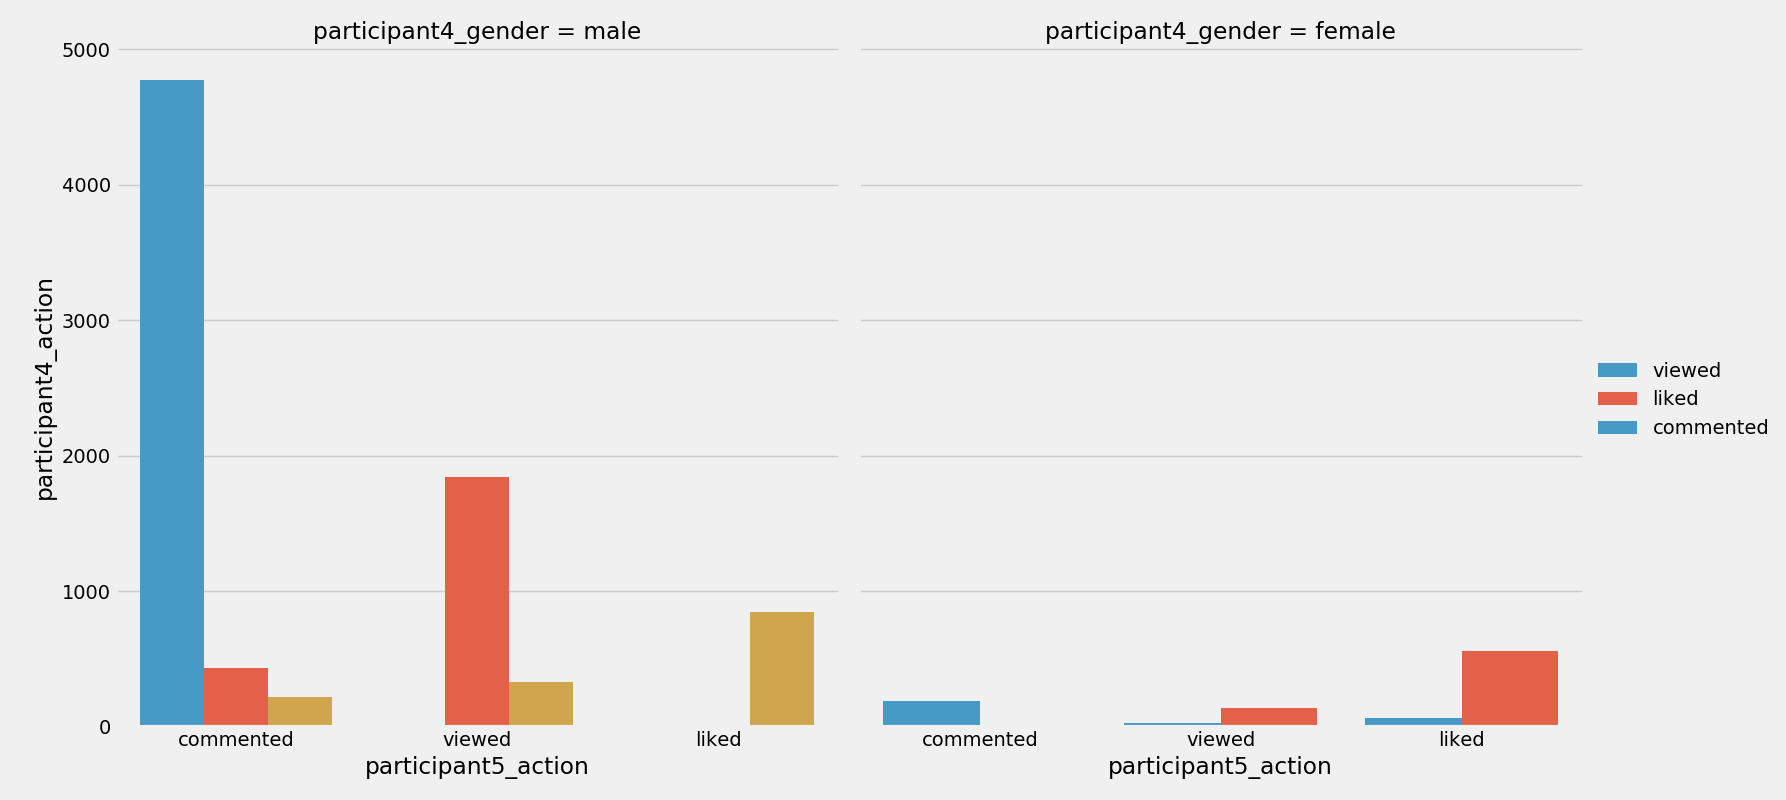 participant4_gender = male
participant4_gender = female
5000
4000
3000
2000
1000
0
participant4_action
commented viewed liked
participant5_action
commented viewed liked
participant5_action
viewed
liked
commented